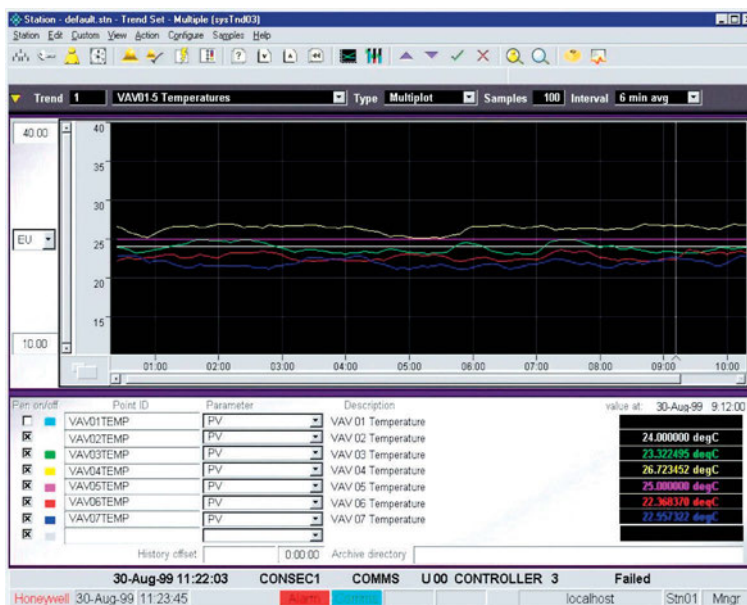 Station - default.stn - Trend Set - Multiple (sysTnd03)
Station Edit Custom View Action Configure Samples Help
Trend 1 VAV01-5 Temperatures Type Multiplot Samples 100 Interval 6 min avg
40.00
EU
10.00
40
35
30
25
20
15
01:00 02:00 03:00 04:00 05:00 06:00 07:00 08:00 09:00 10:00
Pen on/off Point ID Parameter Description value at: 30-Aug-99 9:12:00
VAV01TEMP PV VAV 01 Temperature
VAV02TEMP PV VAV 02 Temperature 24.000000 degC
VAV03TEMP PV VAV 03 Temperature 23.322495 degC
VAV04TEMP PV VAV 04 Temperature 26.723452 degC
VAV05TEMP PV VAV 05 Temperature 25.000000 degC
VAV06TEMP PV VAV 06 Temperature 22.368370 degC
VAV07TEMP PV VAV 07 Temperature 22.557322 degC
History offset 0:00:00 Archive directory
30-Aug-99 11:22:03 CONSEC1 COMMS U00 CONTROLLER 3 Failed
Honeywell 30-Aug-99 11:23:45 Alarm Comms localhost Stn01 Mngr